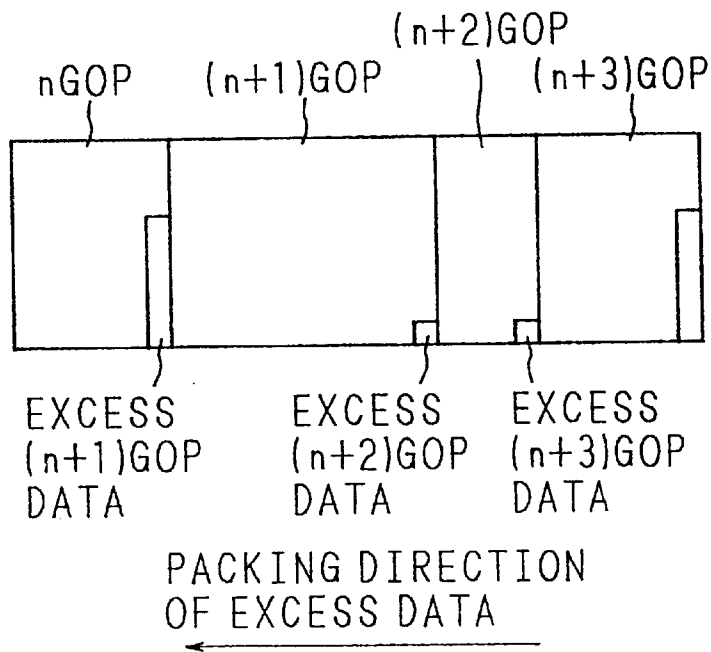 nGOP
(n+1)GOP
(n+2)GOP
(n+3)GOP
EXCESS
(n+1)GOP
DATA
EXCESS
(n+2)GOP
DATA
EXCESS
(n+3)GOP
DATA
PACKING DIRECTION
OF EXCESS DATA